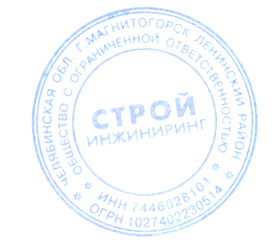 ЧЕЛЯБИНСКАЯ ОБЛ. Г.МАГНИТОГОРСК ЛЕНИНСКИЙ РАЙОН
ОБЩЕСТВО С ОГРАНИЧЕННОЙ ОТВЕТСТВЕННОСТЬЮ
СТРОЙ
ИНЖИНИРИНГ
ИНН 7446028101
ОГРН 1027402230514